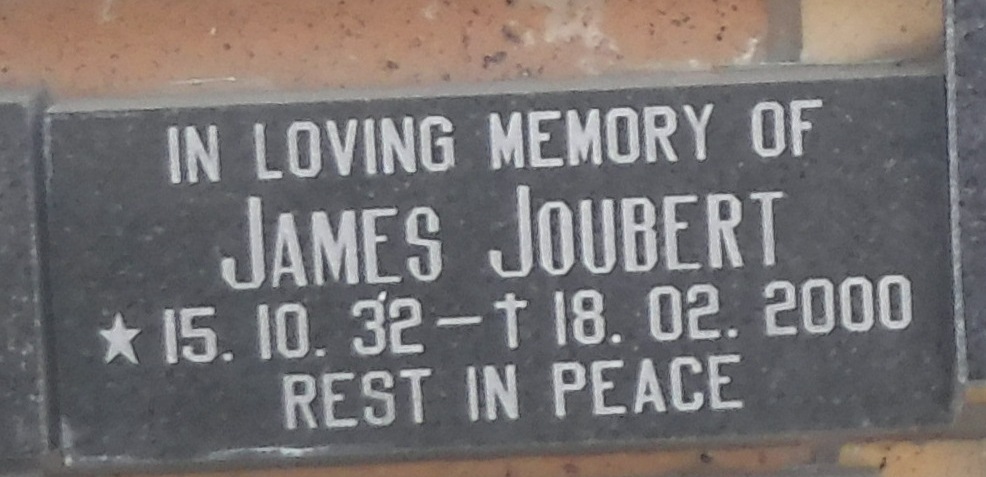 IN LOVING MEMORY OF
JAMES JOUBERT
★ 15. 10. 32 – † 18. 02. 2000
REST IN PEACE